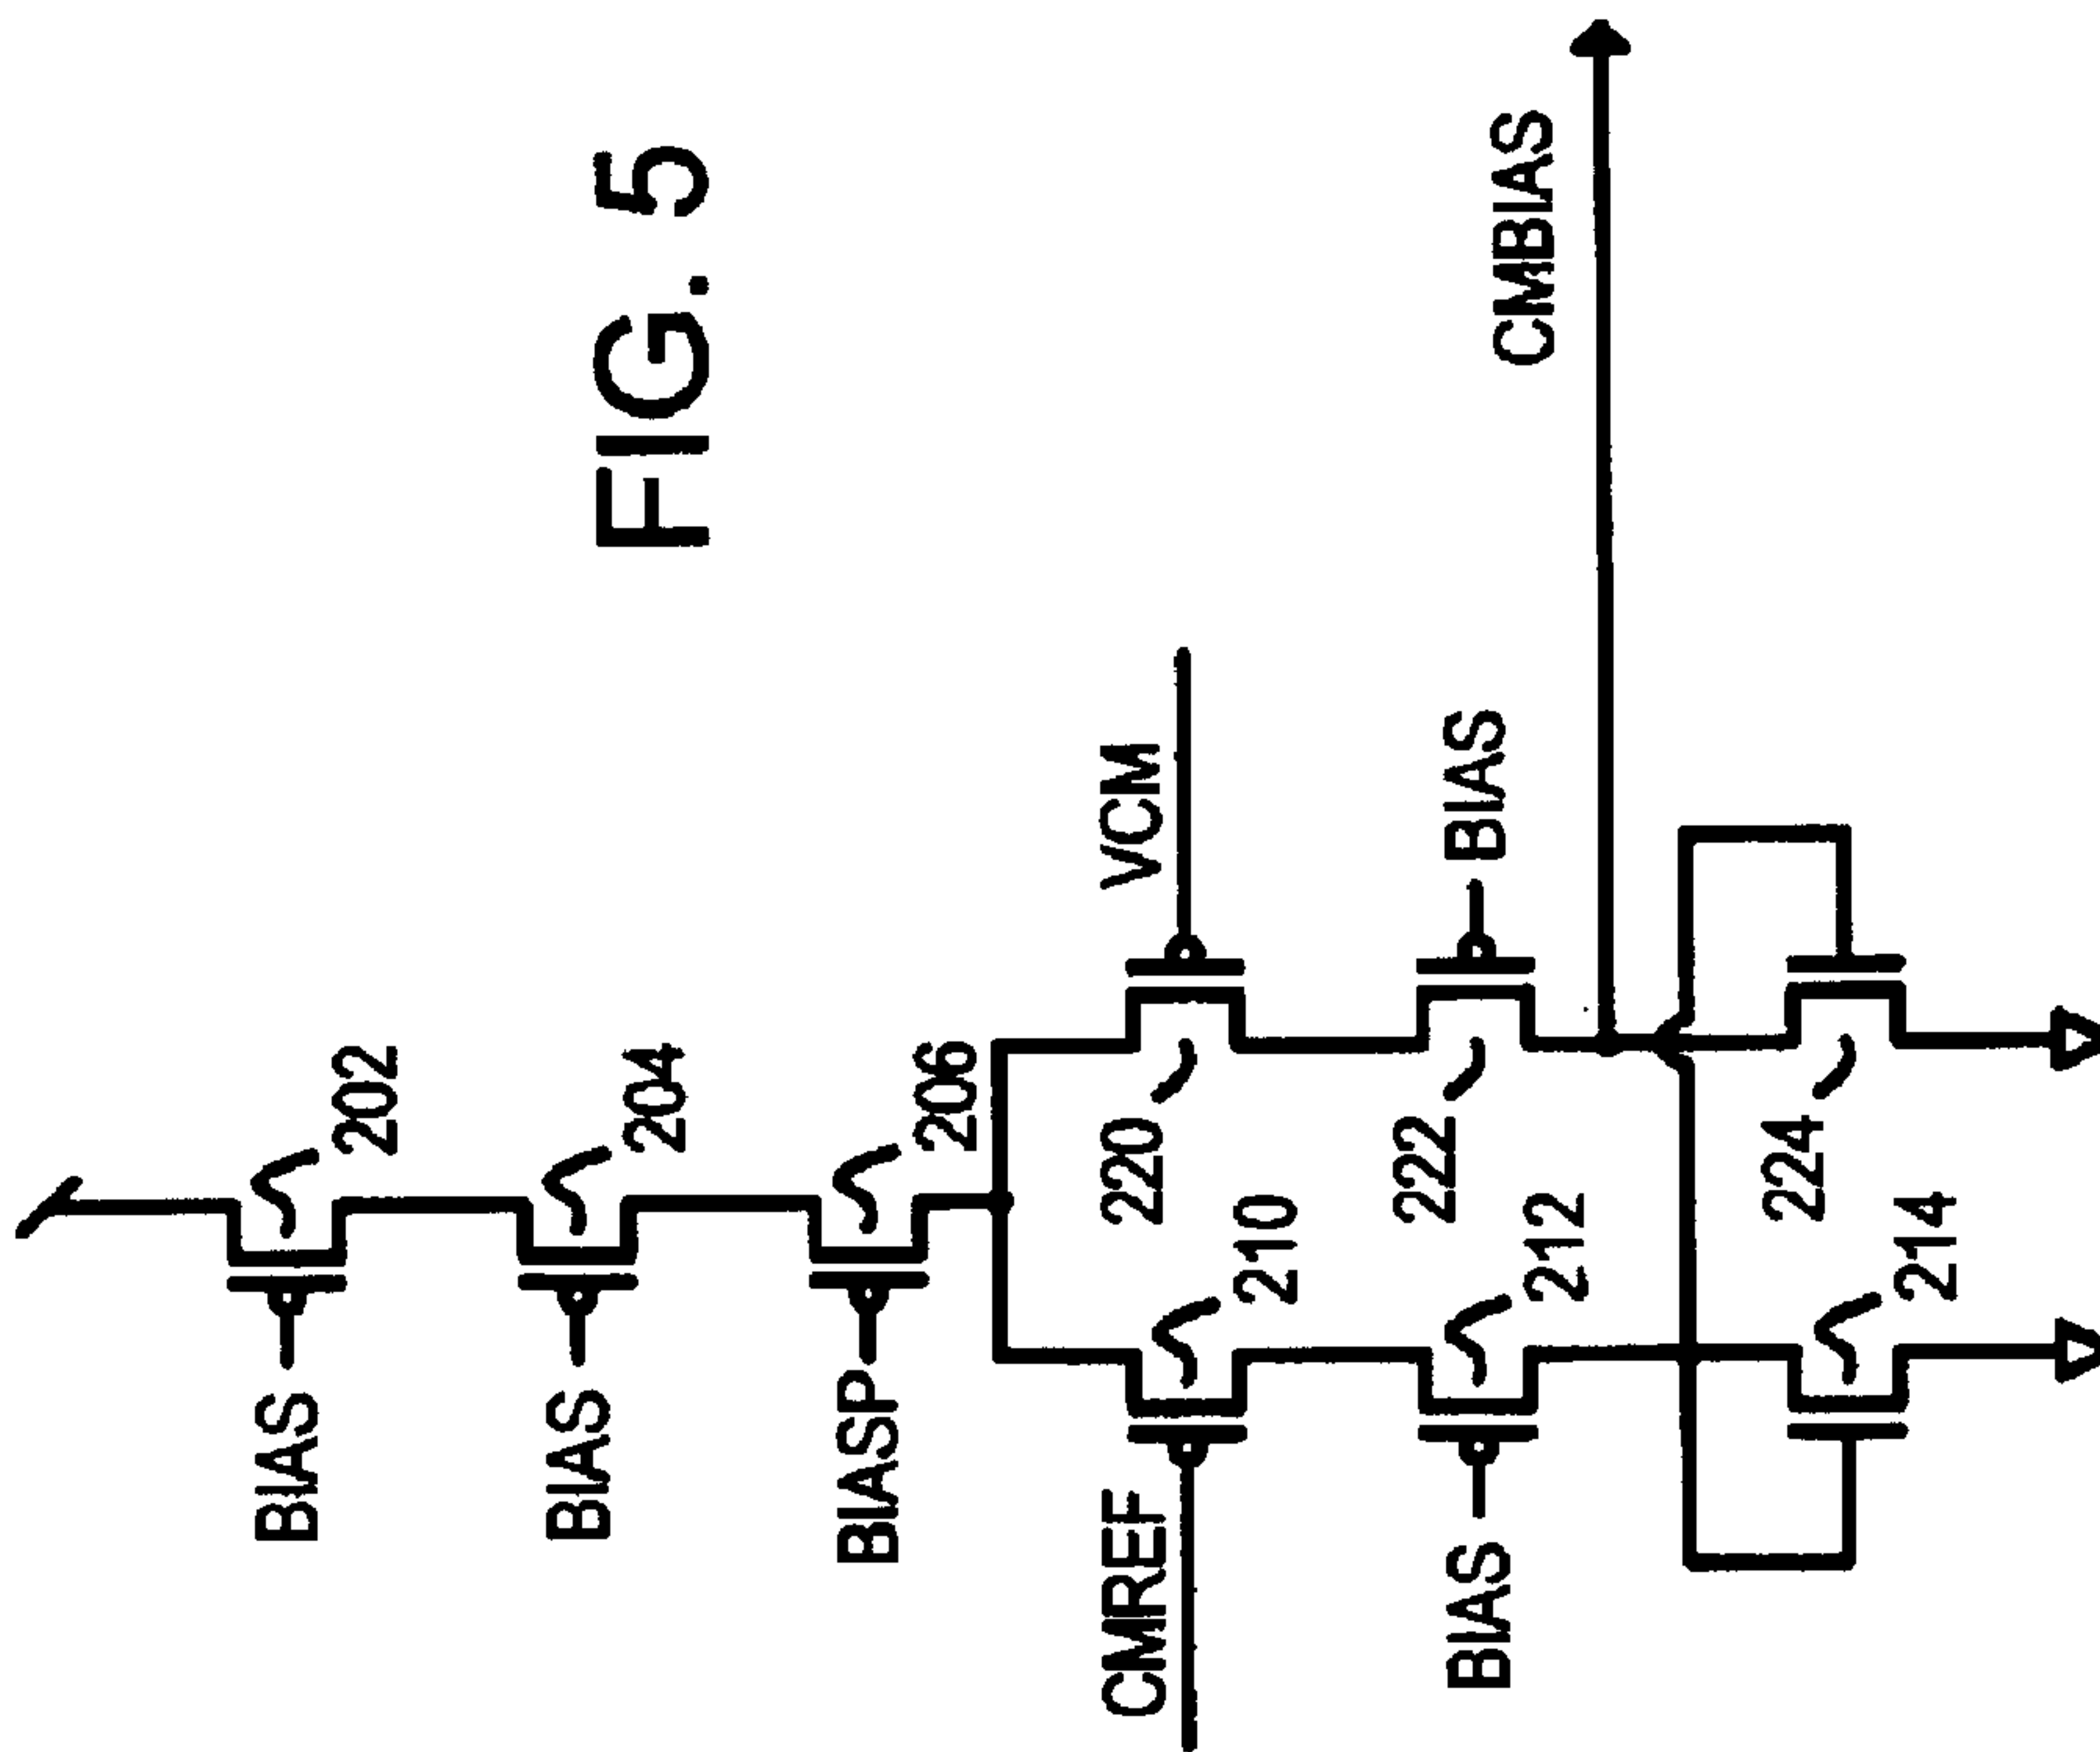 FIG. 5
BIAS
202
BIAS
204
BIASP
206
CMREF
210
220
VCM
BIAS
212
222
BIAS
CMBIAS
214
224